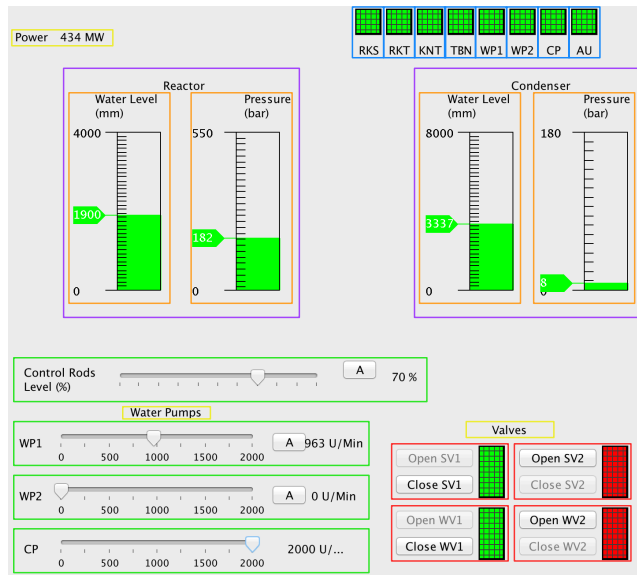 Power 434 MW
RKS RKT KNT TBN WP1 WP2 CP AU
Reactor
Water Level
(mm)
Pressure
(bar)
4000
550
1900
182
0
0
Condenser
Water Level
(mm)
Pressure
(bar)
8000
180
3337
8
0
0
Control Rods
Level (%)
A
70 %
Water Pumps
WP1
A
963 U/Min
0 500 1000 1500 2000
WP2
A
0 U/Min
0 500 1000 1500 2000
CP
2000 U/...
0 500 1000 1500 2000
Valves
Open SV1
Close SV1
Open SV2
Close SV2
Open WV1
Close WV1
Open WV2
Close WV2